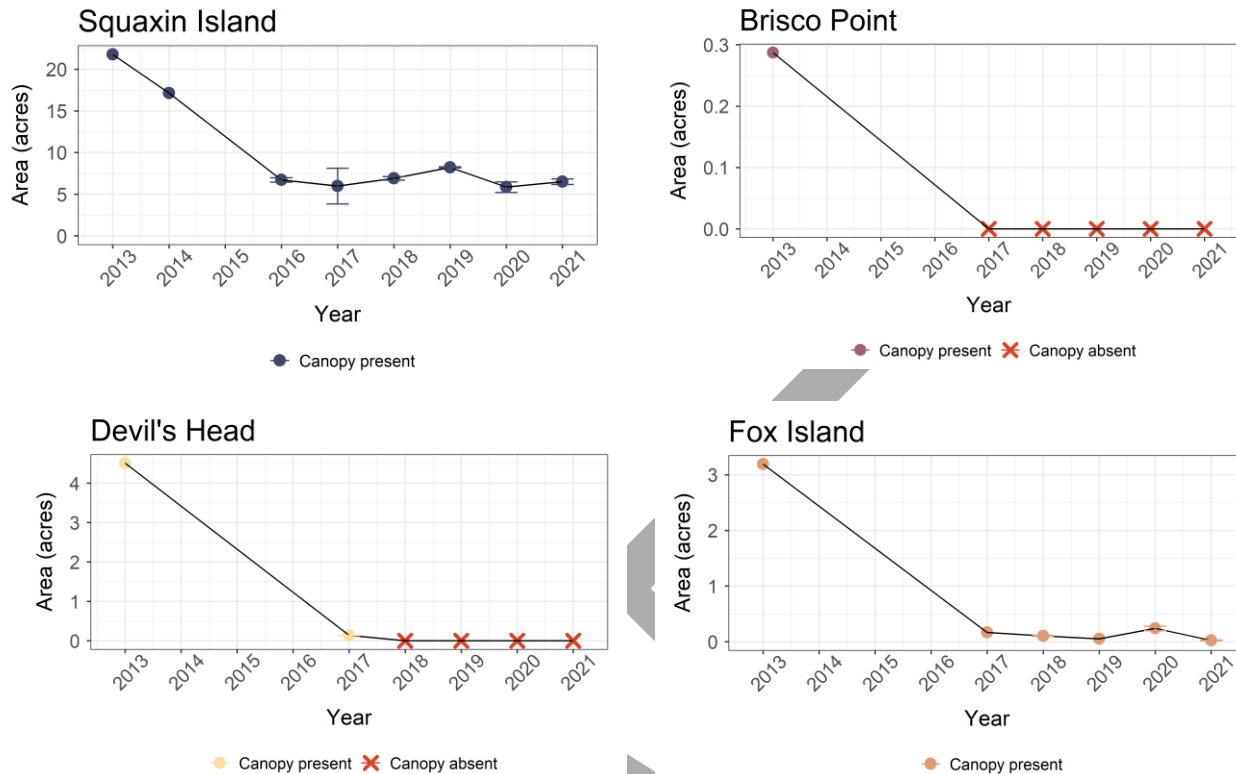 Squaxin Island
Area (acres)
20
15
10
5
0
2013 2014 2015 2016 2017 2018 2019 2020 2021
Year
Canopy present
Brisco Point
Area (acres)
0.3
0.2
0.1
0.0
2013 2014 2015 2016 2017 2018 2019 2020 2021
Year
Canopy present Canopy absent
Devil's Head
Area (acres)
4
3
2
1
0
2013 2014 2015 2016 2017 2018 2019 2020 2021
Year
Canopy present Canopy absent
Fox Island
Area (acres)
3
2
1
0
2013 2014 2015 2016 2017 2018 2019 2020 2021
Year
Canopy present